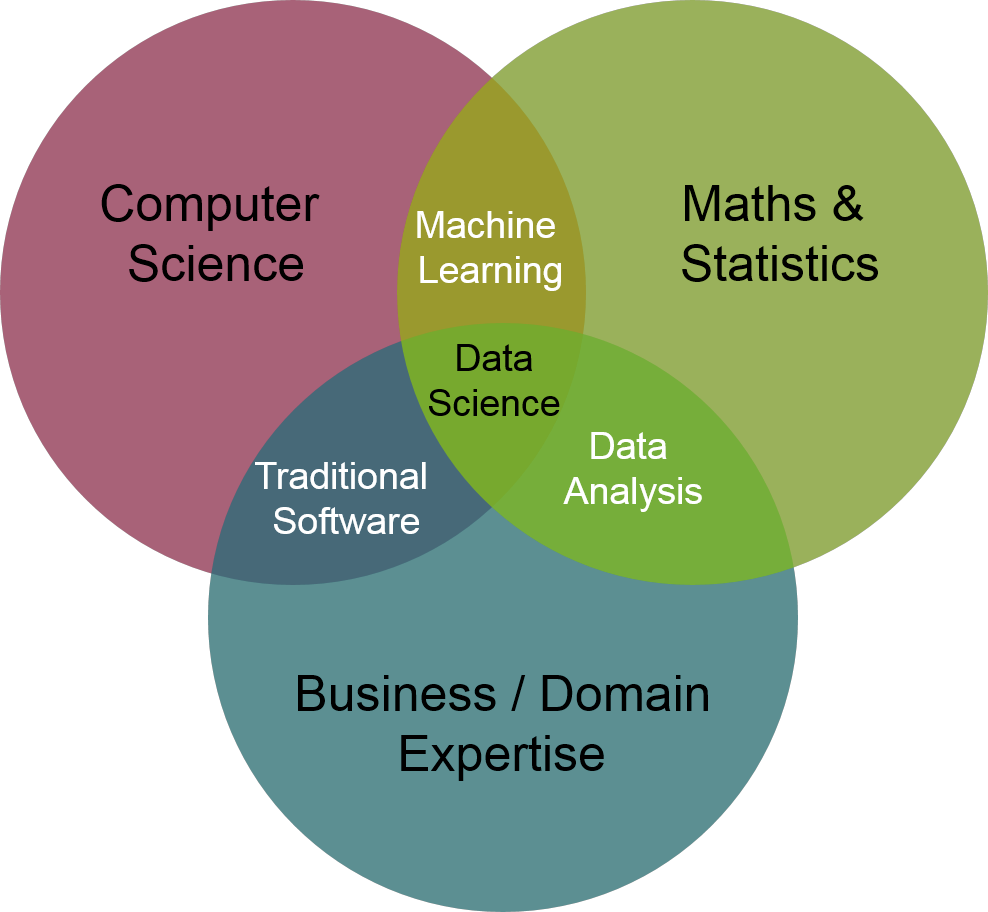 Computer
Science
Maths &
Statistics
Machine
Learning
Data
Science
Traditional
Software
Data
Analysis
Business / Domain
Expertise